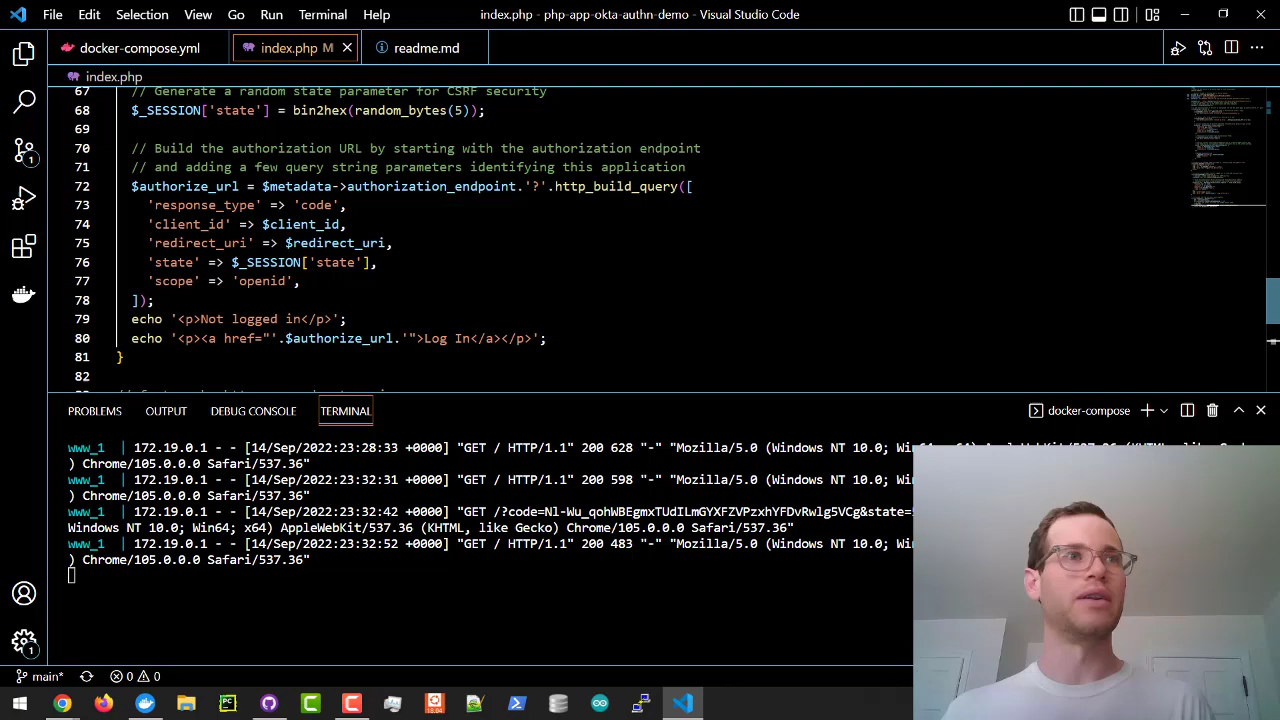 File Edit Selection View Go Run Terminal Help index.php - php-app-okta-authn-demo - Visual Studio Code
docker-compose.yml index.php M readme.md
index.php
67 // Generate a random state parameter for CSRF security
68 $_SESSION['state'] = bin2hex(random_bytes(5));
69
70 // Build the authorization URL by starting with the authorization endpoint
71 // and adding a few query string parameters identifying this application
72 $authorize_url = $metadata->authorization_endpoint.'?'.http_build_query([
73 'response_type' => 'code',
74 'client_id' => $client_id,
75 'redirect_uri' => $redirect_uri,
76 'state' => $_SESSION['state'],
77 'scope' => 'openid',
78 ]);
79 echo '<p>Not logged in</p>';
80 echo '<p><a href="'.$authorize_url.'">Log In</a></p>';
81 }
82
PROBLEMS OUTPUT DEBUG CONSOLE TERMINAL docker-compose
www_1 | 172.19.0.1 - - [14/Sep/2022:23:28:33 +0000] "GET / HTTP/1.1" 200 628 "-" "Mozilla/5.0 (Windows NT 10.0;
) Chrome/105.0.0.0 Safari/537.36"
www_1 | 172.19.0.1 - - [14/Sep/2022:23:32:31 +0000] "GET / HTTP/1.1" 200 598 "-" "Mozilla/5.0 (Windows NT 10.0;
) Chrome/105.0.0.0 Safari/537.36"
www_1 | 172.19.0.1 - - [14/Sep/2022:23:32:42 +0000] "GET /?code=Nl-Wu_qohWBEgmxTUdILmGYXFZVPzxhYFDvRwlg5VCg&state=
Windows NT 10.0; Win64; x64) AppleWebKit/537.36 (KHTML, like Gecko) Chrome/105.0.0.0 Safari/537.36"
www_1 | 172.19.0.1 - - [14/Sep/2022:23:32:52 +0000] "GET / HTTP/1.1" 200 483 "-" "Mozilla/5.0 (Windows NT 10.0;
) Chrome/105.0.0.0 Safari/537.36"
main* 0 0